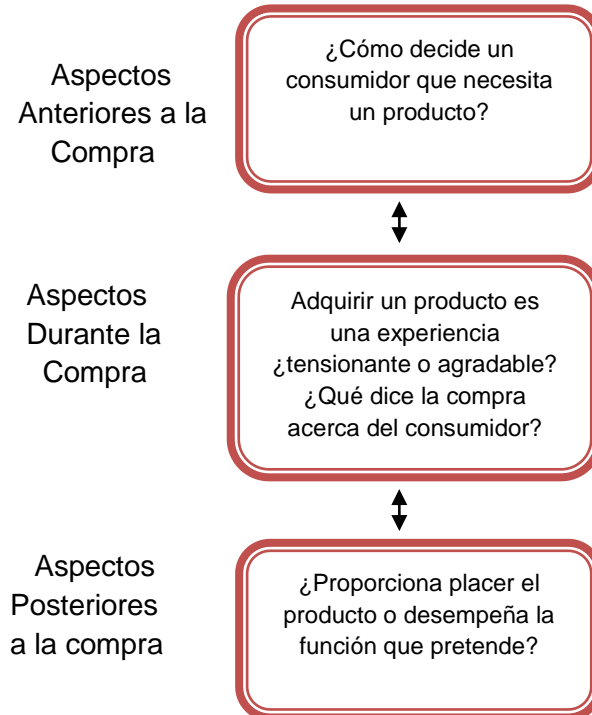 Aspectos
Anteriores a la
Compra
¿Cómo decide un
consumidor que necesita
un producto?
Aspectos
Durante la
Compra
Adquirir un producto es
una experiencia
¿tensionante o agradable?
¿Qué dice la compra
acerca del consumidor?
Aspectos
Posteriores
a la compra
¿Proporciona placer el
producto o desempeña la
función que pretende?